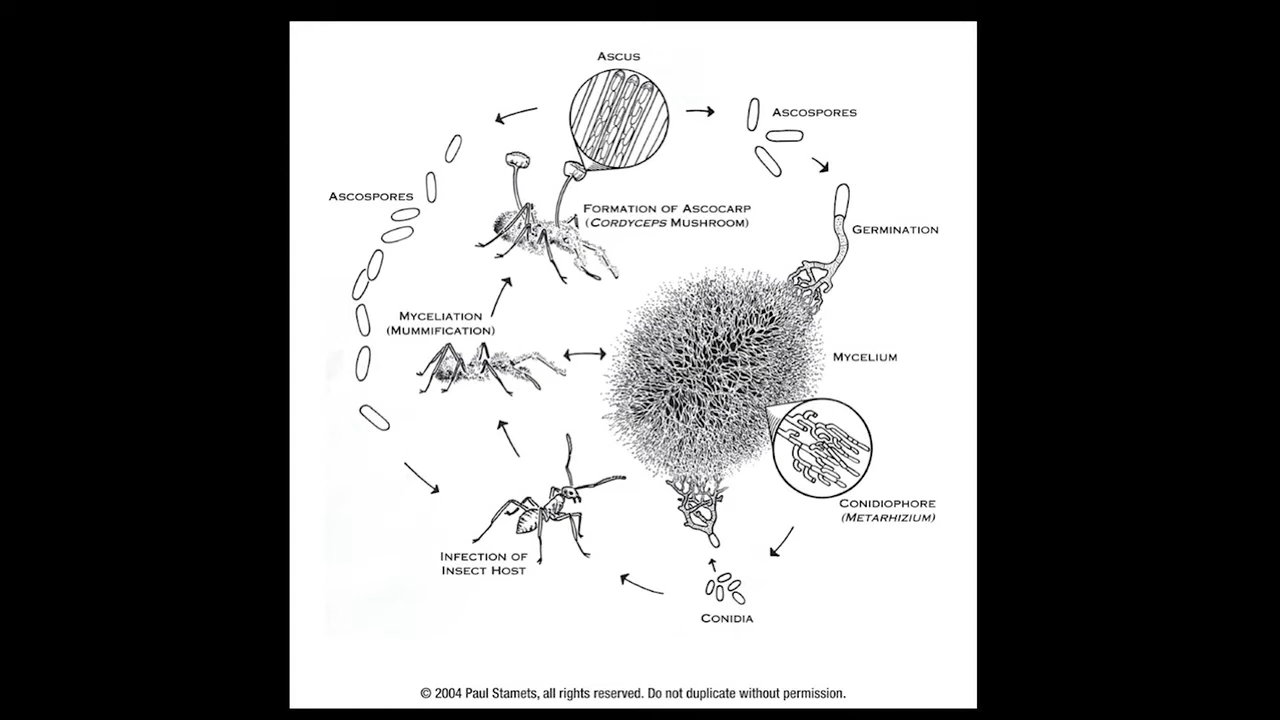 ASCUS
ASCOSPORES
ASCOSPORES
FORMATION OF ASCOCARP
(CORDYCEPS MUSHROOM)
GERMINATION
MYCELIATION
(MUMMIFICATION)
MYCELIUM
CONIDIOPHORE
(METARHIZIUM)
INFECTION OF
INSECT HOST
CONIDIA
© 2004 Paul Stamets, all rights reserved. Do not duplicate without permission.